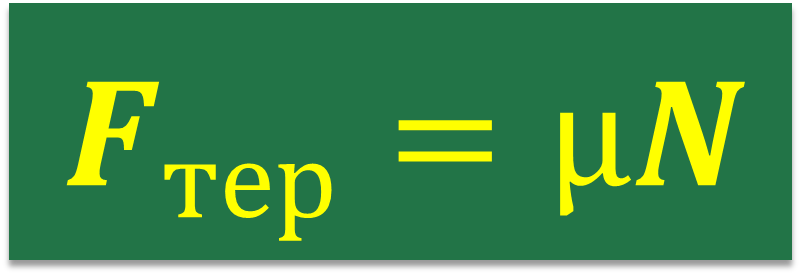 Fтер = μN